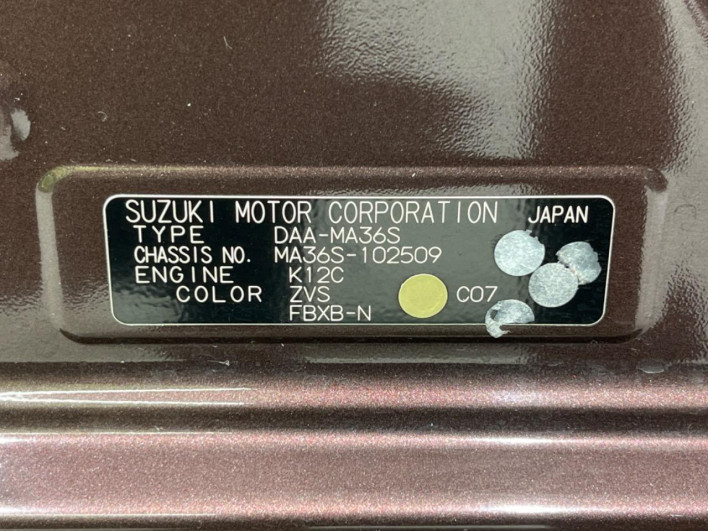 SUZUKI MOTOR CORPORATION JAPAN
TYPE DAA-MA36S
CHASSIS NO. MA36S-102509
ENGINE K12C
COLOR ZVS C07
FBXB-N